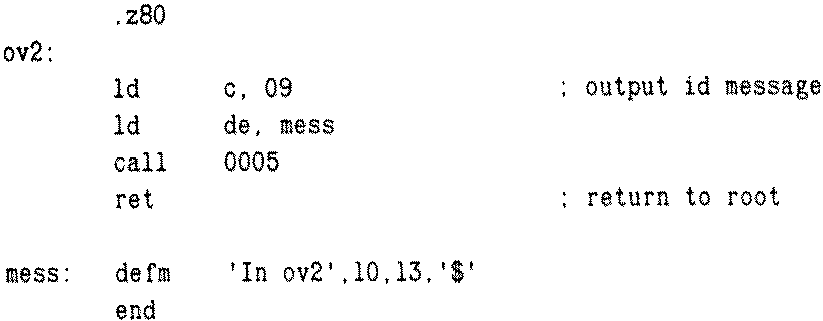 .z80
ov2:
ld c, 09 ; output id message
ld de, mess
call 0005
ret ; return to root
mess: defm 'In ov2',10,13,'$'
end